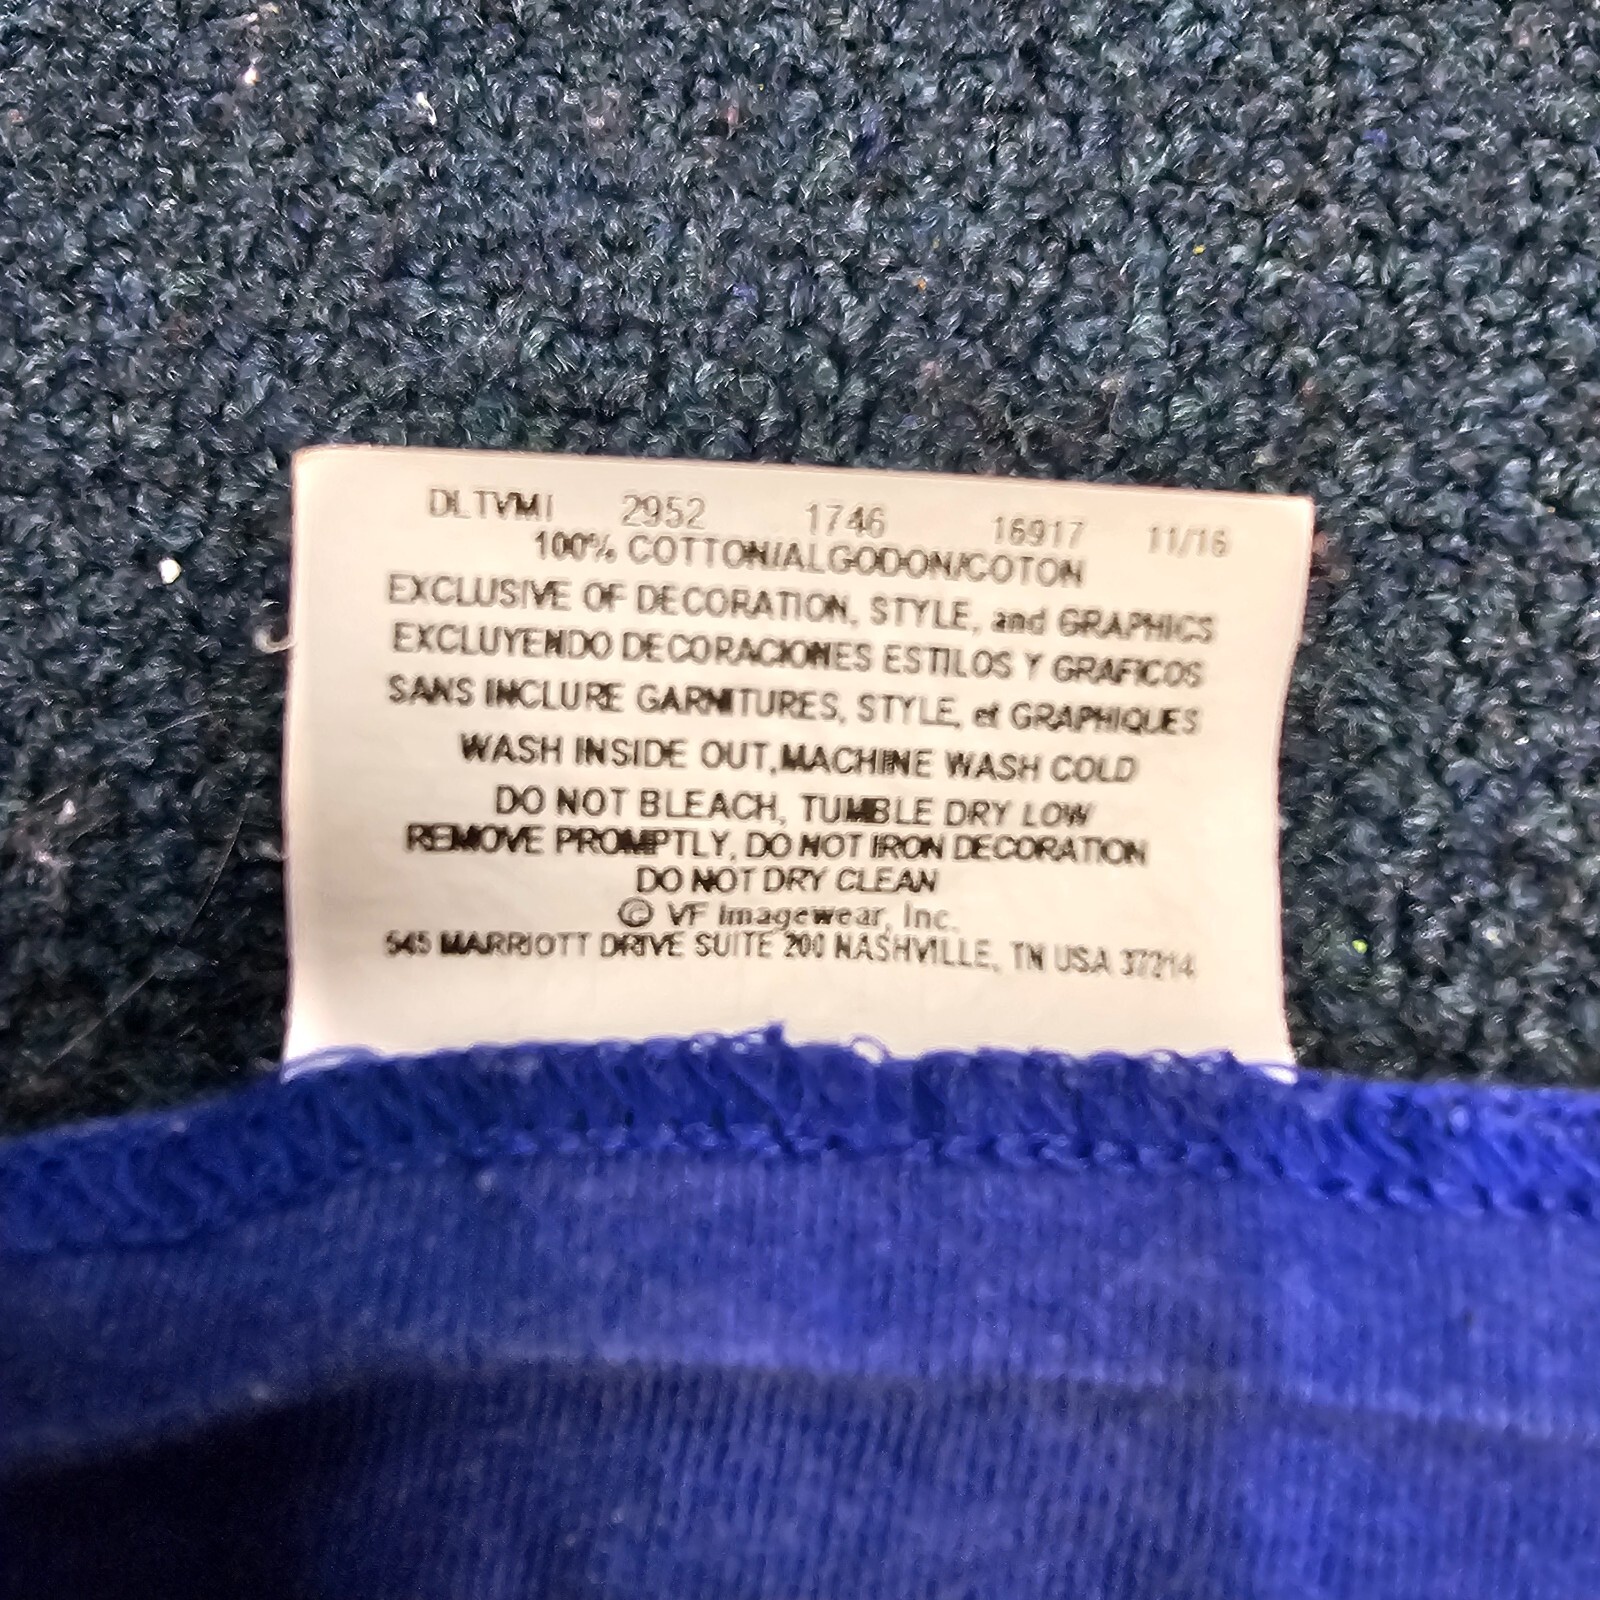 DLTVMI 2952 1746 16917 11/16
100% COTTON/ALGODON/COTON
EXCLUSIVE OF DECORATION, STYLE, and GRAPHICS
EXCLUYENDO DECORACIONES ESTILOS Y GRAFICOS
SANS INCLURE GARNITURES, STYLE, et GRAPHIQUES
WASH INSIDE OUT, MACHINE WASH COLD
DO NOT BLEACH, TUMBLE DRY LOW
REMOVE PROMPTLY, DO NOT IRON DECORATION
DO NOT DRY CLEAN
© VF Imagewear, Inc.
545 MARRIOTT DRIVE SUITE 200 NASHVILLE, TN USA 37214